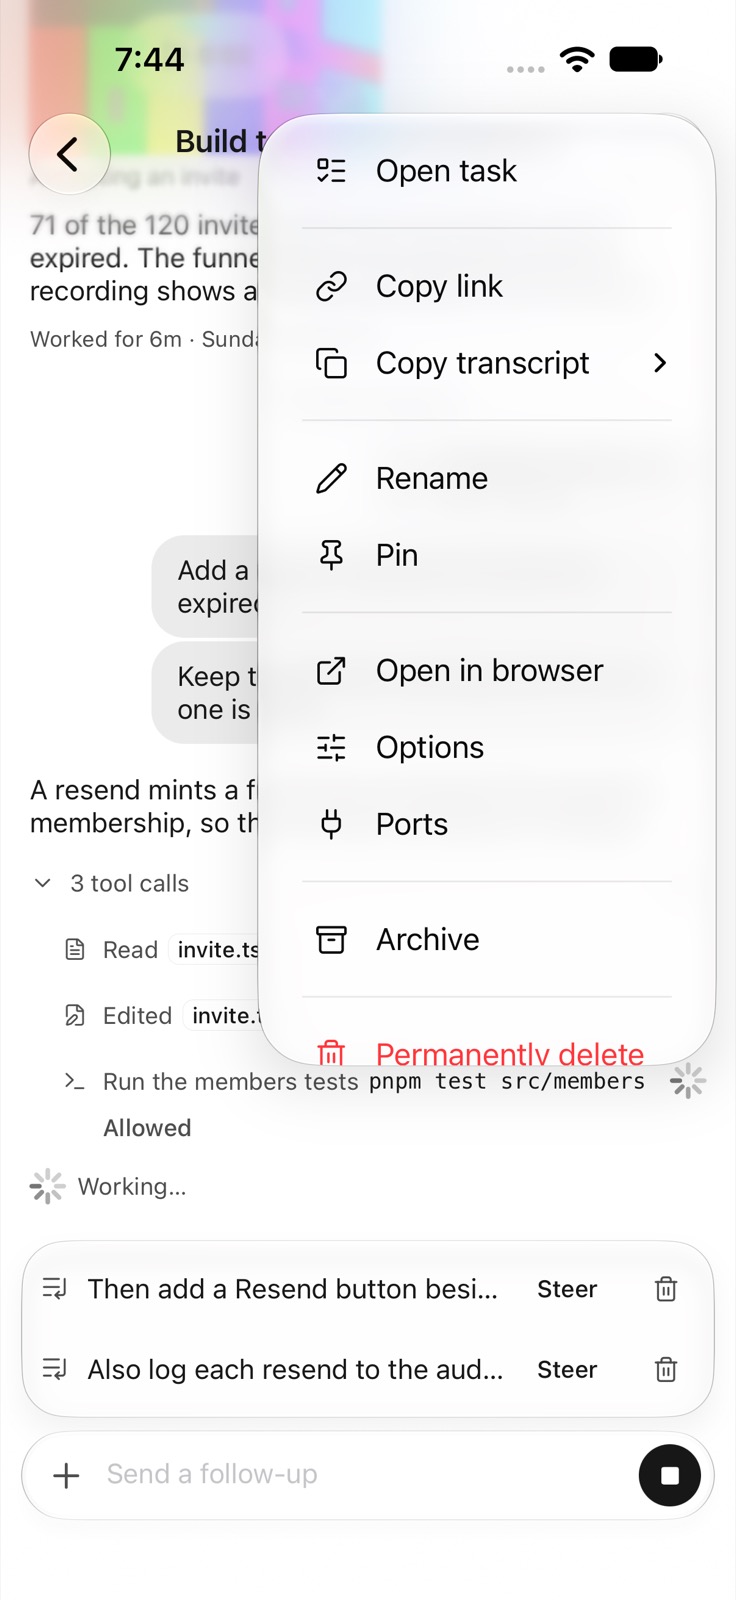 7:44
Build t
an invite
71 of the 120 invite
expired. The funne
recording shows a
Worked for 6m · Sunda
Open task
Copy link
Copy transcript
Rename
Pin
Open in browser
Options
Ports
Archive
Permanently delete
Add a
expired
Keep t
one is
A resend mints a f
membership, so th
3 tool calls
Read invite.ts
Edited invite.t
Run the members tests pnpm test src/members
Allowed
Working...
Then add a Resend button besi... Steer
Also log each resend to the aud... Steer
Send a follow-up